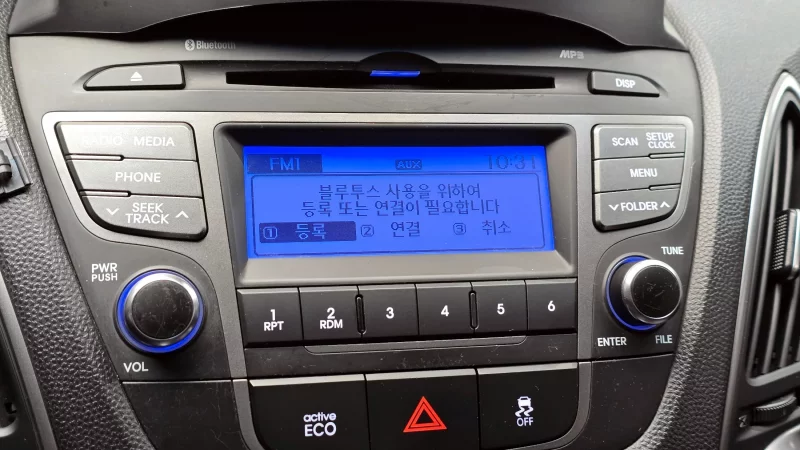 Bluetooth
MP3
DISP
RADIO MEDIA
PHONE
SEEK
TRACK
FM1 AUX 10:31
블루투스 사용을 위하여
등록 또는 연결이 필요합니다
① 등록 ② 연결 ③ 취소
SCAN SETUP
CLOCK
MENU
FOLDER
PWR
PUSH
VOL
1
RPT
2
RDM
3
4
5
6
TUNE
ENTER
FILE
active
ECO
OFF